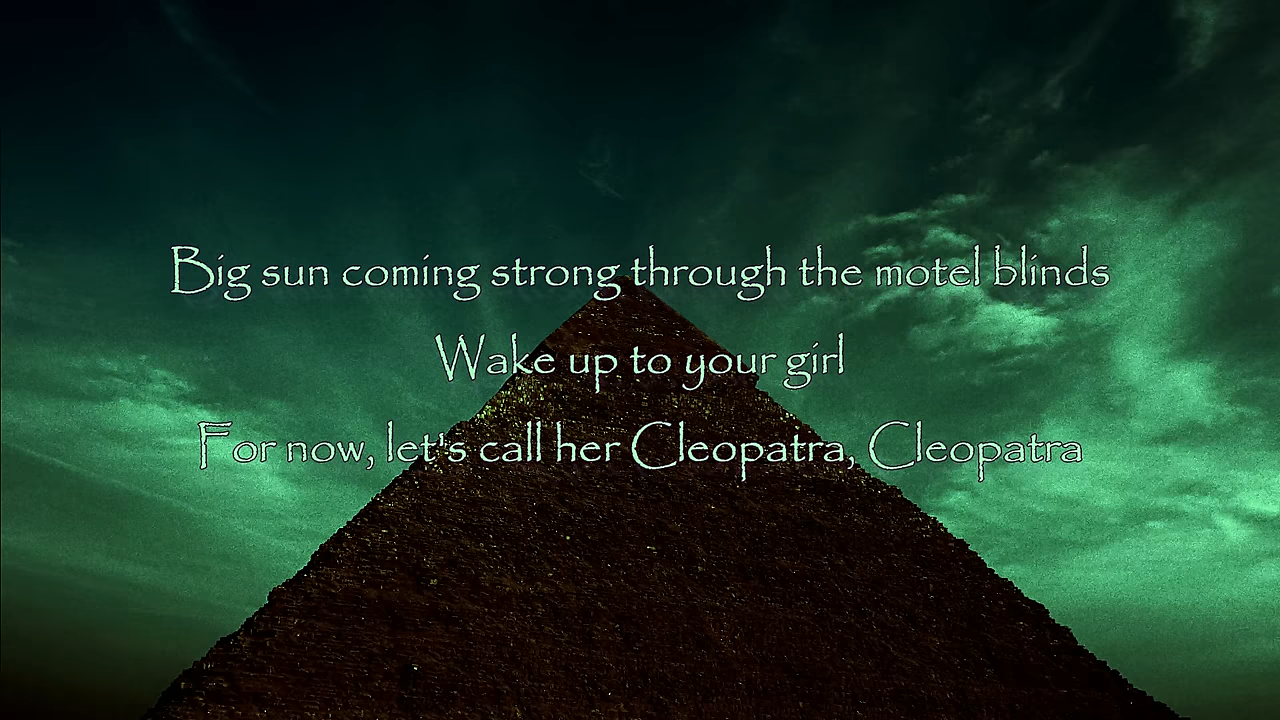 Big sun coming strong through the motel blinds
Wake up to your girl
For now, let's call her Cleopatra, Cleopatra